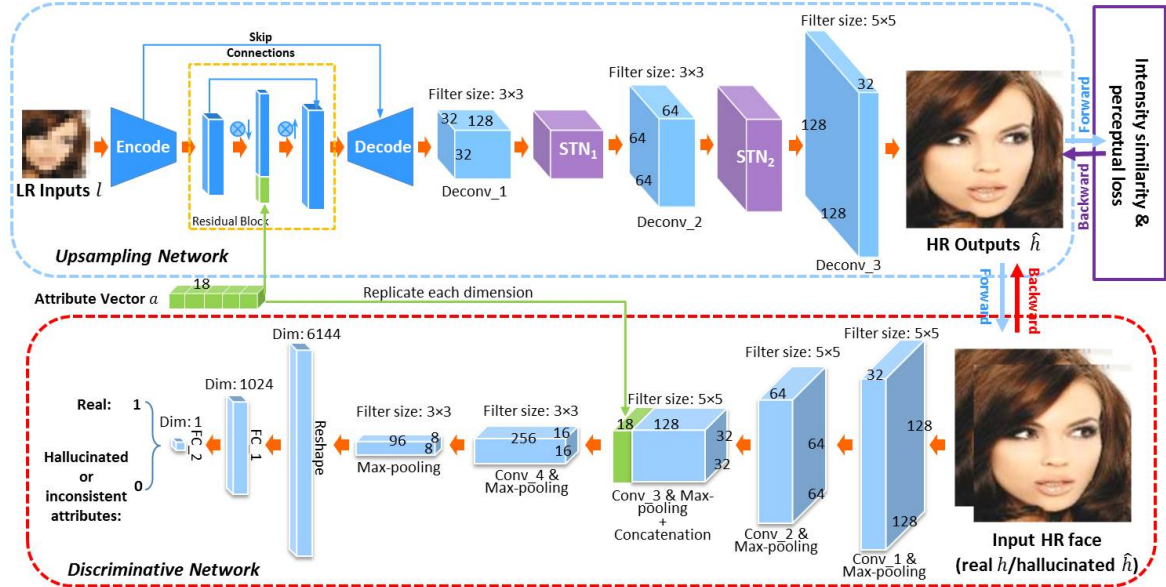 Skip
Connections
Filter size: 5×5
Filter size: 3×3
Filter size: 3×3
Encode
Decode
32
128
32
STN₁
64
64
64
STN₂
32
128
128
LR Inputs l
Residual Block
Deconv_1
Deconv_2
Deconv_3
HR Outputs ĥ
Forward
Backward
Intensity similarity &
perceptual loss
Upsampling Network
18
Attribute Vector a
Replicate each dimension
Forward
Backward
Dim: 6144
Dim: 1024
Dim: 1
Real: 1
Hallucinated
or
inconsistent
attributes:
0
FC_2
FC_1
Reshape
Filter size: 3×3
96
8
8
Max-pooling
Filter size: 3×3
256
16
16
Conv_4 &
Max-pooling
Filter size: 5×5
18
128
32
32
Conv_3 & Max-
pooling
+
Concatenation
Filter size: 5×5
64
64
64
Conv_2 &
Max-pooling
Filter size: 5×5
32
128
128
Conv_1 &
Max-pooling
Input HR face
(real h/hallucinated ĥ)
Discriminative Network